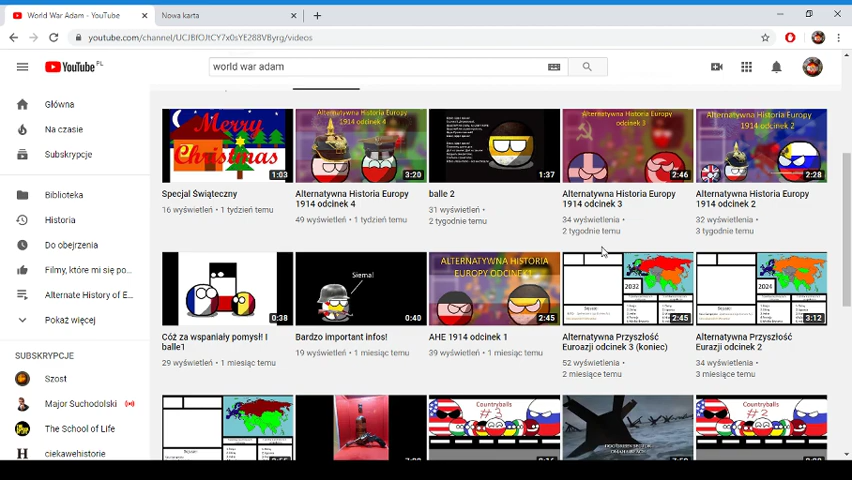 World War Adam - YouTube
Nowa karta
youtube.com/channel/UCJBfOJtCY7x0sYE288VByrg/videos
YouTube PL
world war adam
Główna
Na czasie
Subskrypcje
Biblioteka
Historia
Do obejrzenia
Filmy, które mi się po...
Alternate History of E...
Pokaż więcej
SUBSKRYPCJE
Szost
Major Suchodolski
The School of Life
ciekawehistorie
Merry
Christmas
1:03
Specjal Świąteczny
16 wyświetleń • 1 tydzień temu
Alternatywna Historia Europy
1914 odcinek 4
3:20
Alternatywna Historia Europy
1914 odcinek 4
49 wyświetleń • 1 tydzień temu
1:37
balle 2
31 wyświetleń •
2 tygodnie temu
Alternatywna Historia Europy 1914
odcinek 3
2:46
Alternatywna Historia Europy
1914 odcinek 3
34 wyświetlenia •
2 tygodnie temu
Alternatywna Historia Europy
1914 odcinek 2
2:28
Alternatywna Historia Europy
1914 odcinek 2
32 wyświetlenia •
3 tygodnie temu
0:38
Cóż za wspaniały pomysł! I
balle1
29 wyświetleń • 1 miesiąc temu
Siema!
0:40
Bardzo important infos!
19 wyświetleń • 1 miesiąc temu
ALTERNATYWNA HISTORIA
EUROPY ODCINEK 1
2:45
AHE 1914 odcinek 1
39 wyświetleń • 1 miesiąc temu
2032
2:45
Alternatywna Przyszłość
Euroazji odcinek 3 (koniec)
52 wyświetlenia •
2 miesiące temu
2024
3:12
Alternatywna Przyszłość
Eurazji odcinek 2
34 wyświetlenia •
3 miesiące temu
Countryballs
#3
Countryballs
#2